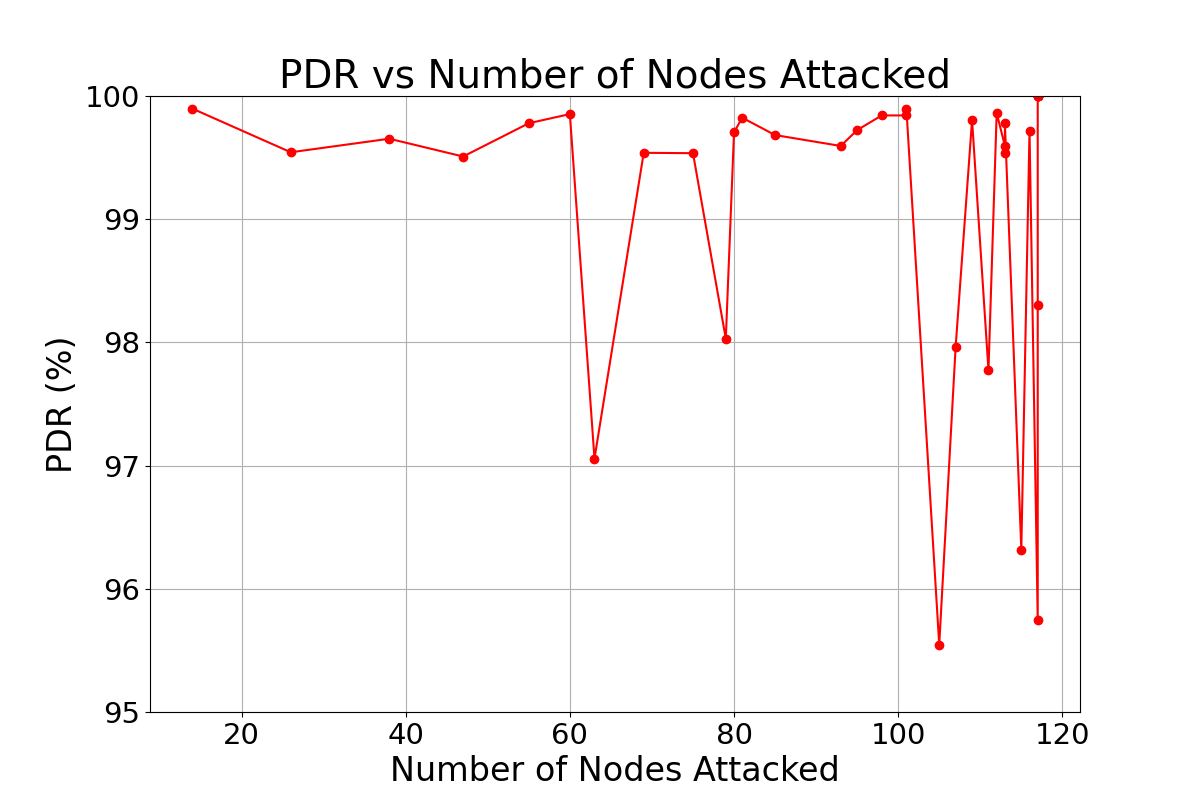 PDR vs Number of Nodes Attacked
100
99
98
97
96
95
PDR (%)
20 40 60 80 100 120
Number of Nodes Attacked